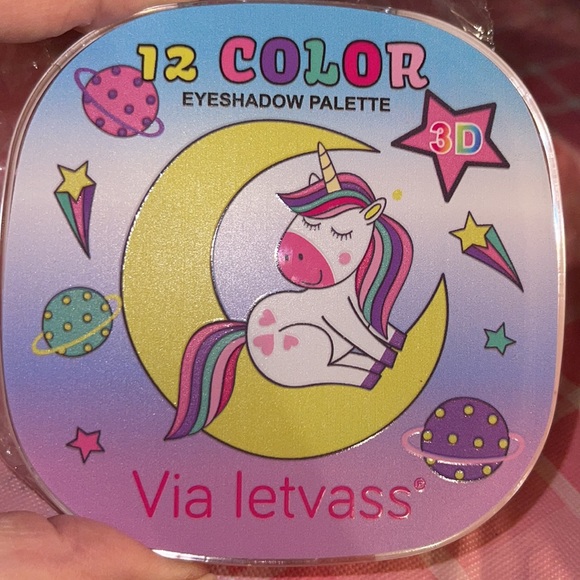 12 COLOR
EYESHADOW PALETTE
3D
Via letvass®